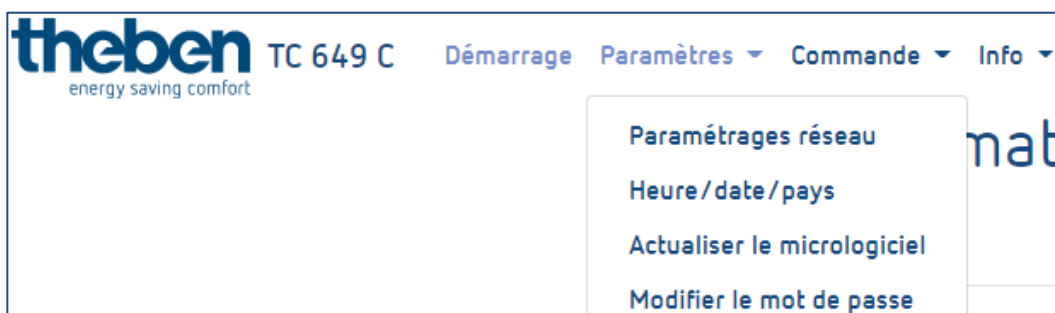 theben TC 649 C Démarrage Paramètres Commande Info
energy saving comfort
Paramétrages réseau
Heure/date/pays
Actualiser le micrologiciel
Modifier le mot de passe